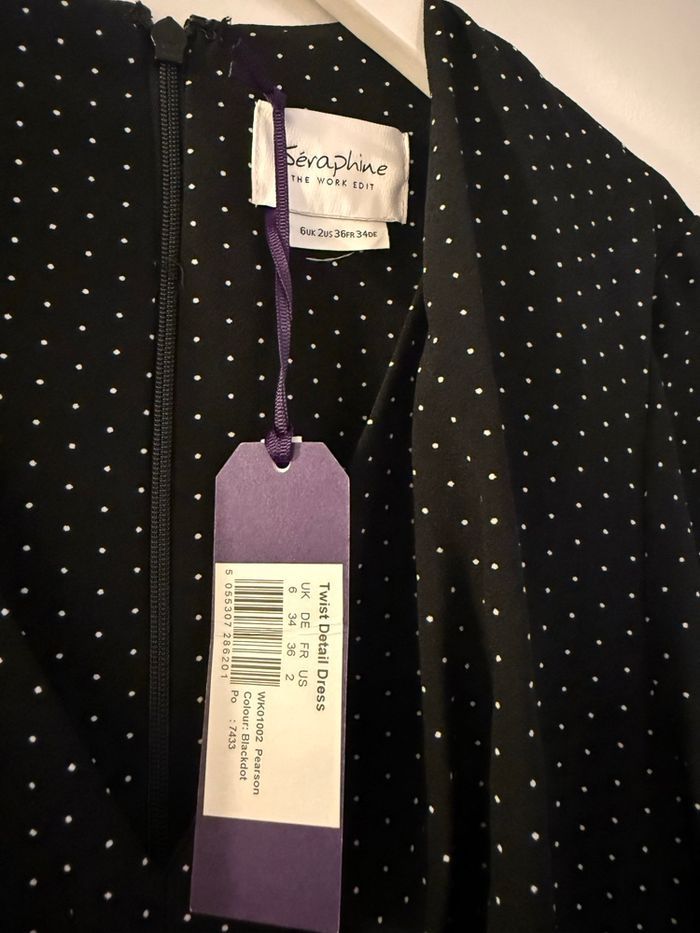 Séraphine
THE WORK EDIT
6UK 2US 36FR 34DE
Twist Detail Dress
UK DE FR US
6 34 36 2
5 055307 286201
WK01002 Pearson
Colour: Blackdot
Po : 7433